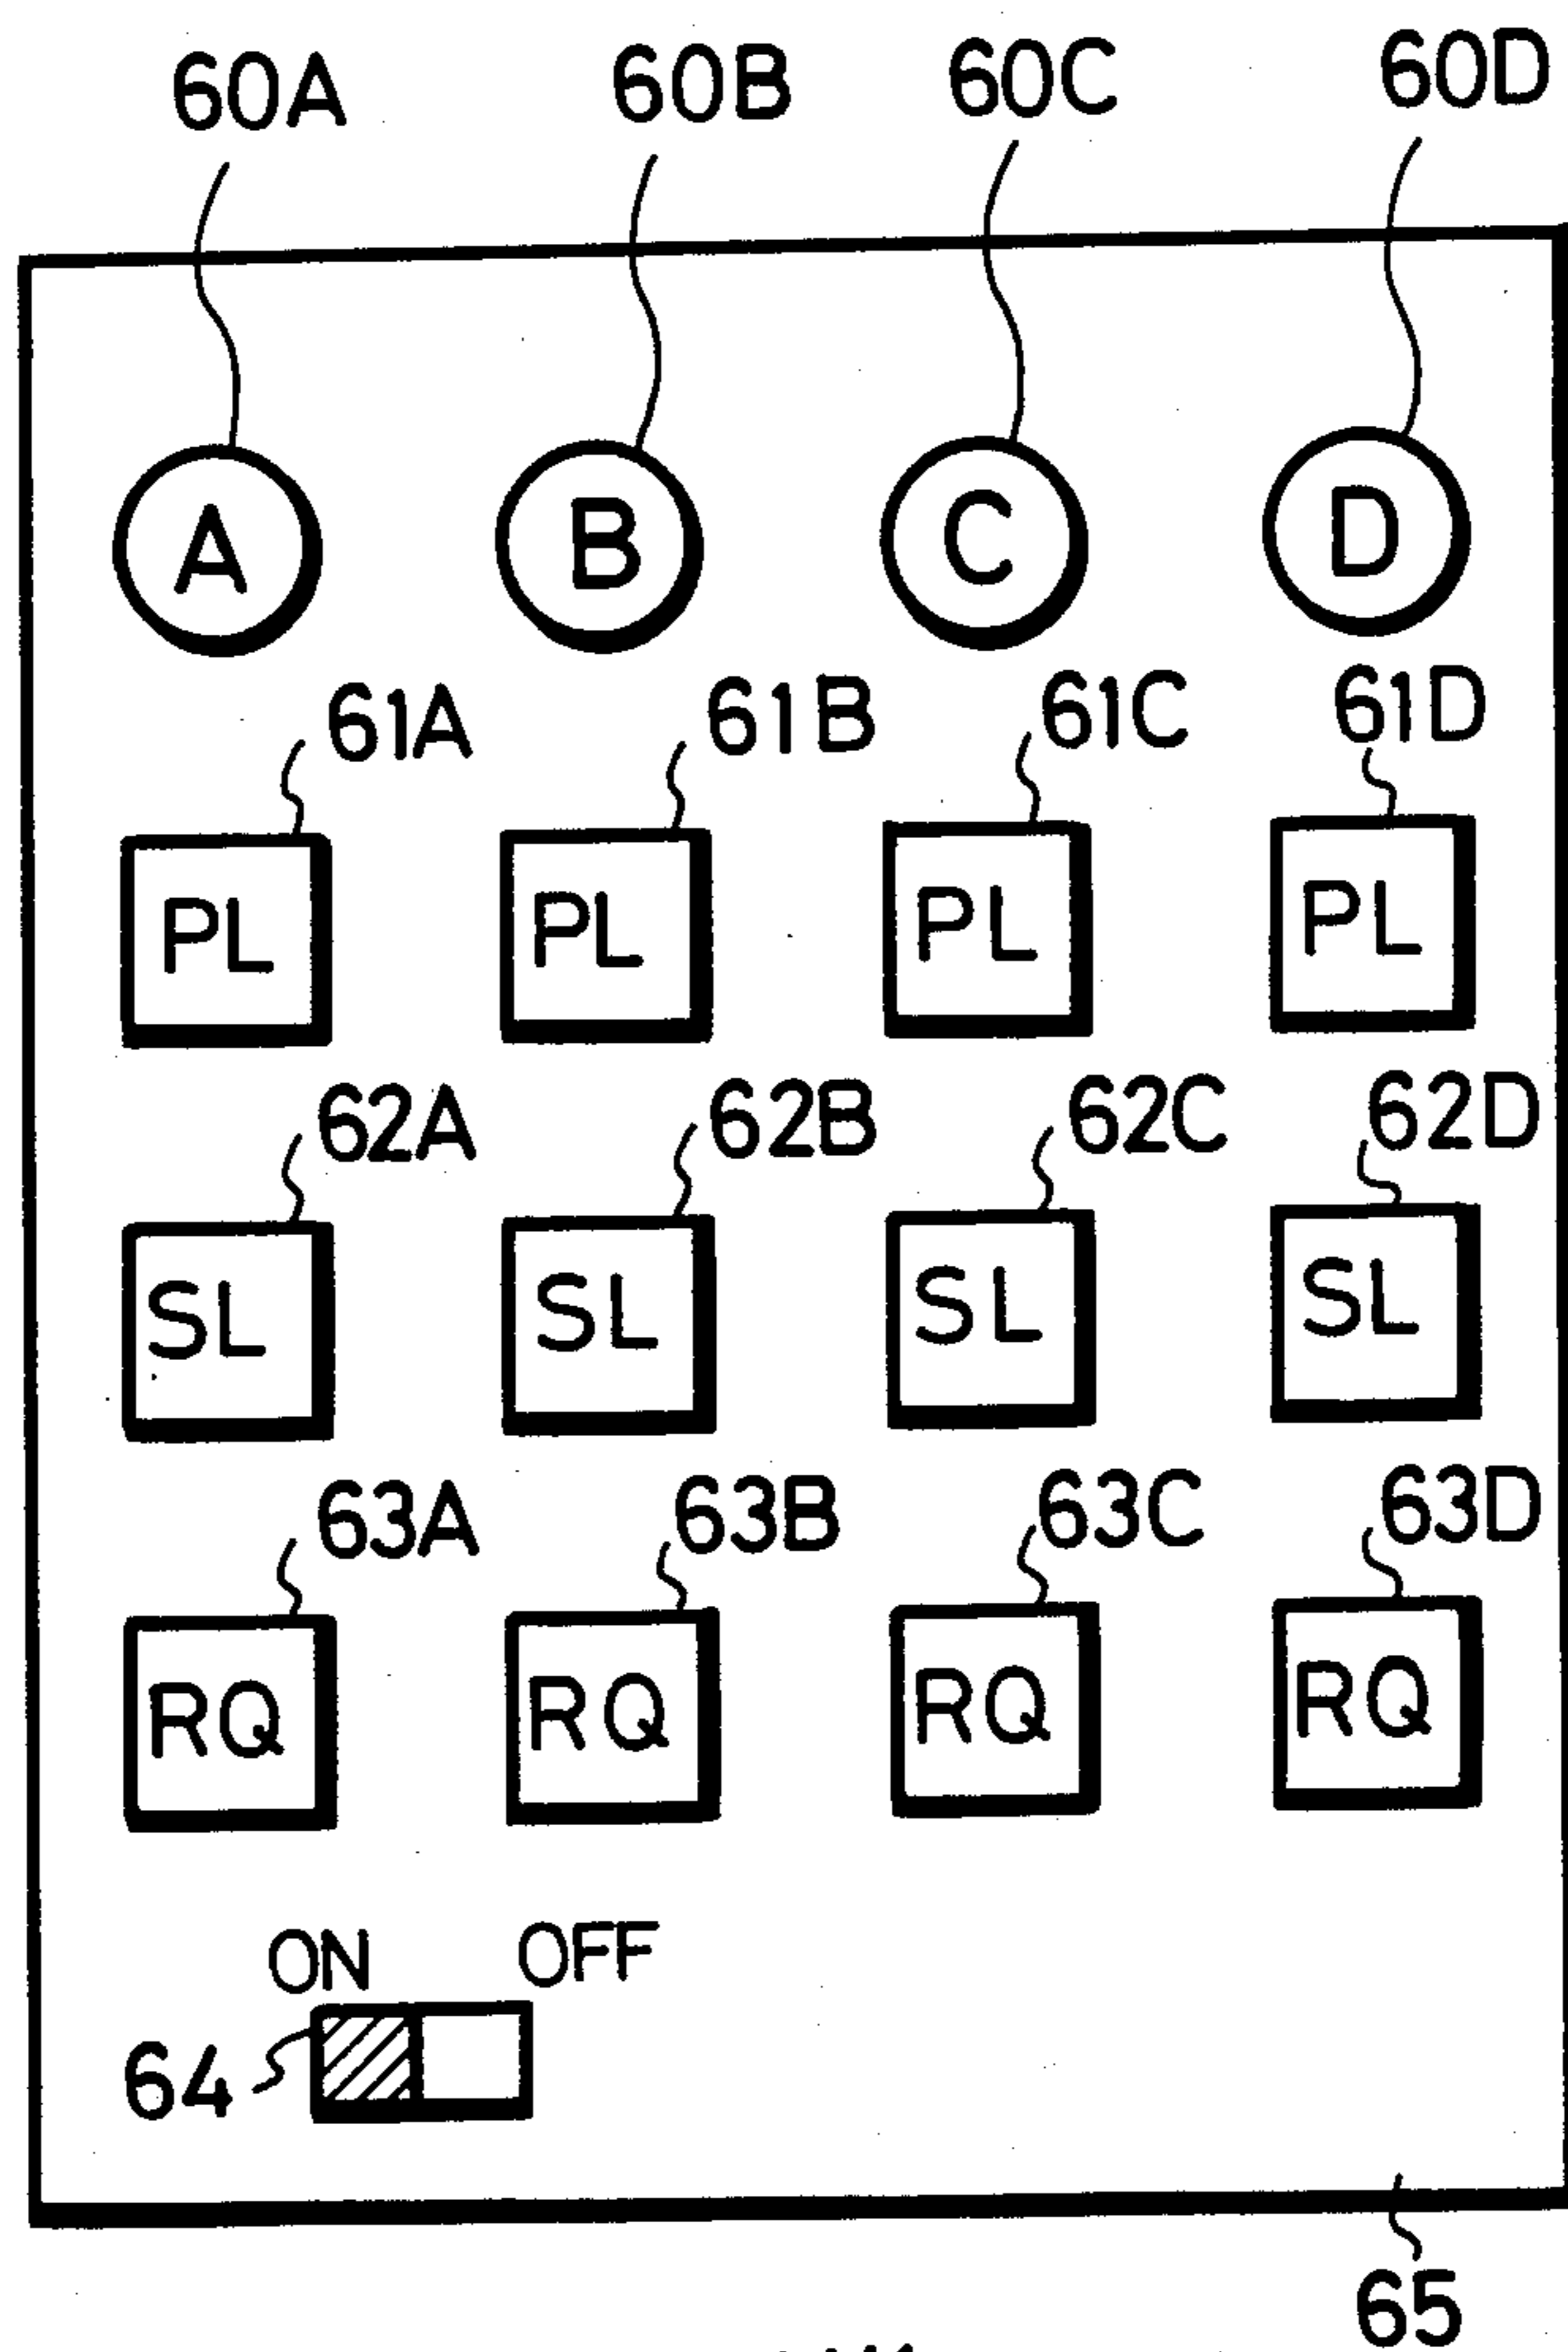 60A 60B 60C 60D
A B C D
61A 61B 61C 61D
PL PL PL PL
62A 62B 62C 62D
SL SL SL SL
63A 63B 63C 63D
RQ RQ RQ RQ
ON OFF
64
65